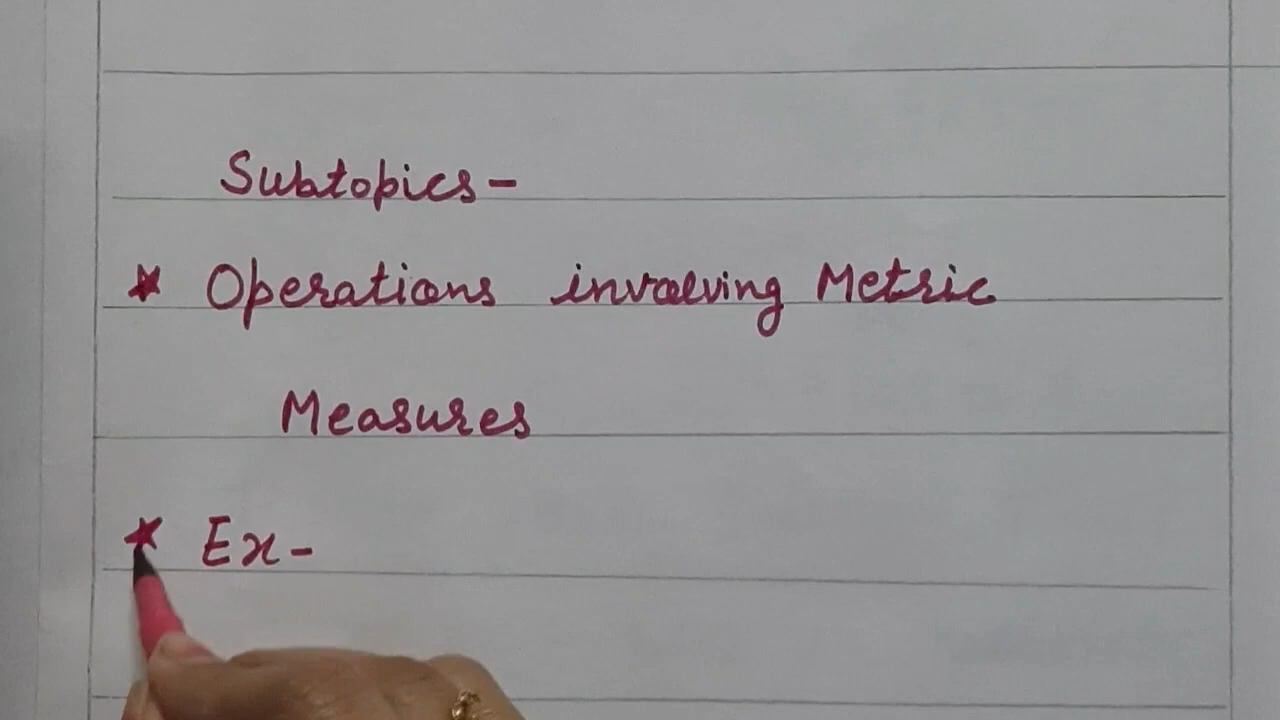 Subtopics-
★ Operations involving Metric
Measures
★ Ex-